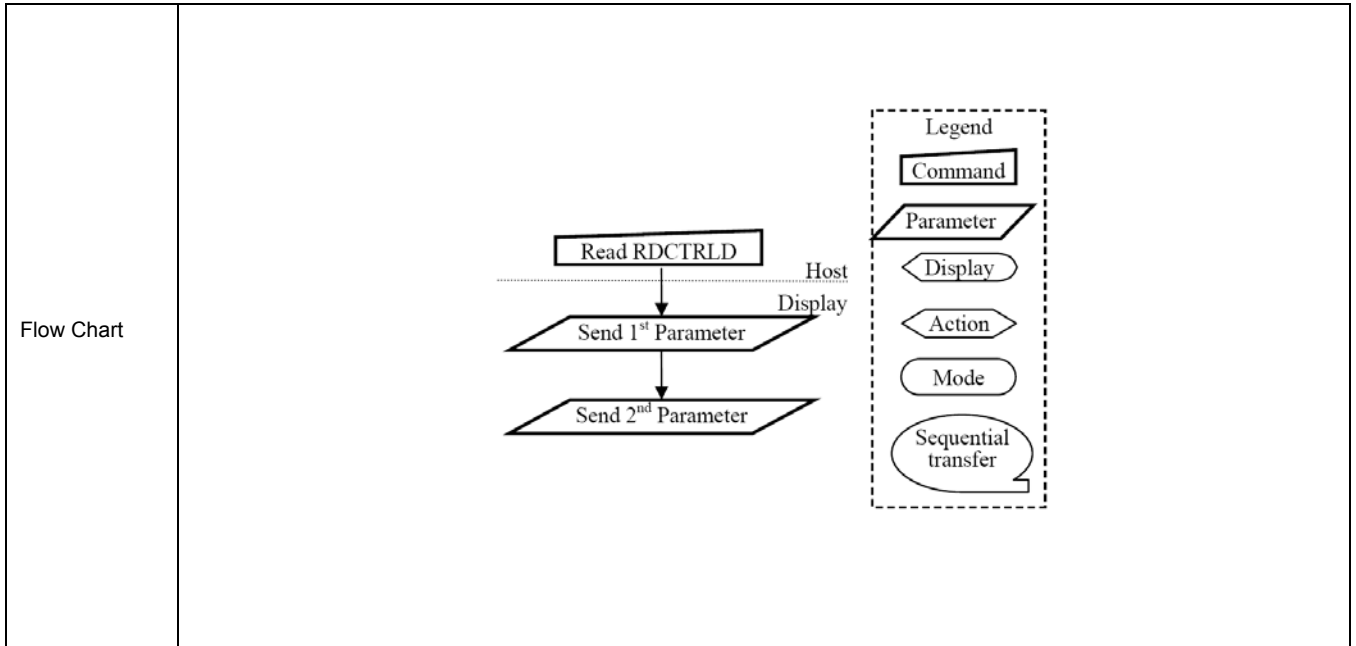 Flow Chart
Read RDCTRLD
Host
Display
Send 1st Parameter
Send 2nd Parameter
Legend
Command
Parameter
Display
Action
Mode
Sequential
transfer